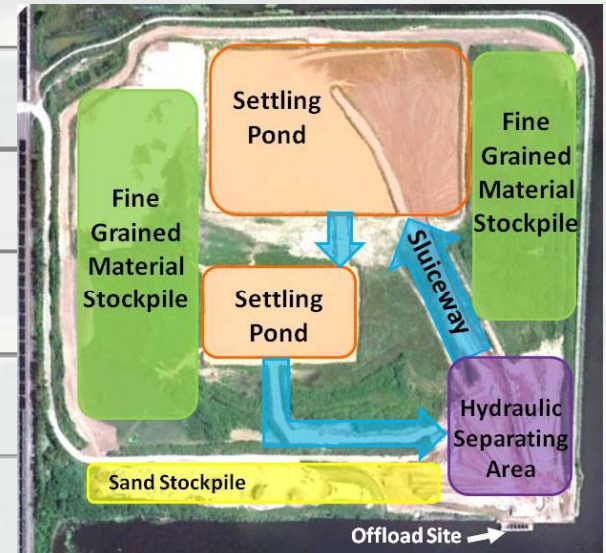 Settling
Pond
Fine
Grained
Material
Stockpile
Fine
Grained
Material
Stockpile
Sluiceway
Settling
Pond
Hydraulic
Separating
Area
Sand Stockpile
Offload Site